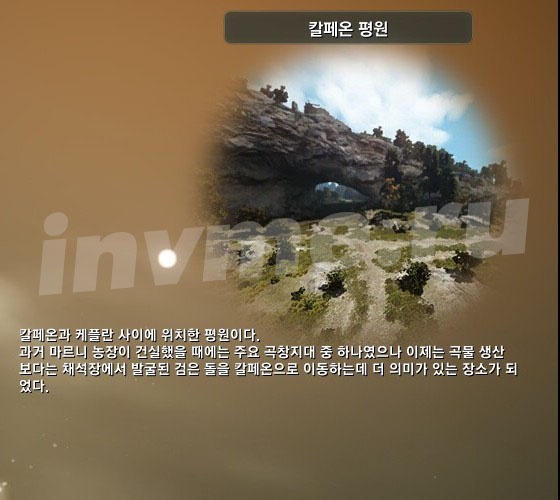 칼페온 평원
invme.ru
칼페온과 케플란 사이에 위치한 평원이다.
과거 마르니 농장이 건실했을 때에는 주요 곡창지대 중 하나였으나 이제는 곡물 생산
보다는 채석장에서 발굴된 검은 돌을 칼페온으로 이동하는데 더 의미가 있는 장소가 되
었다.